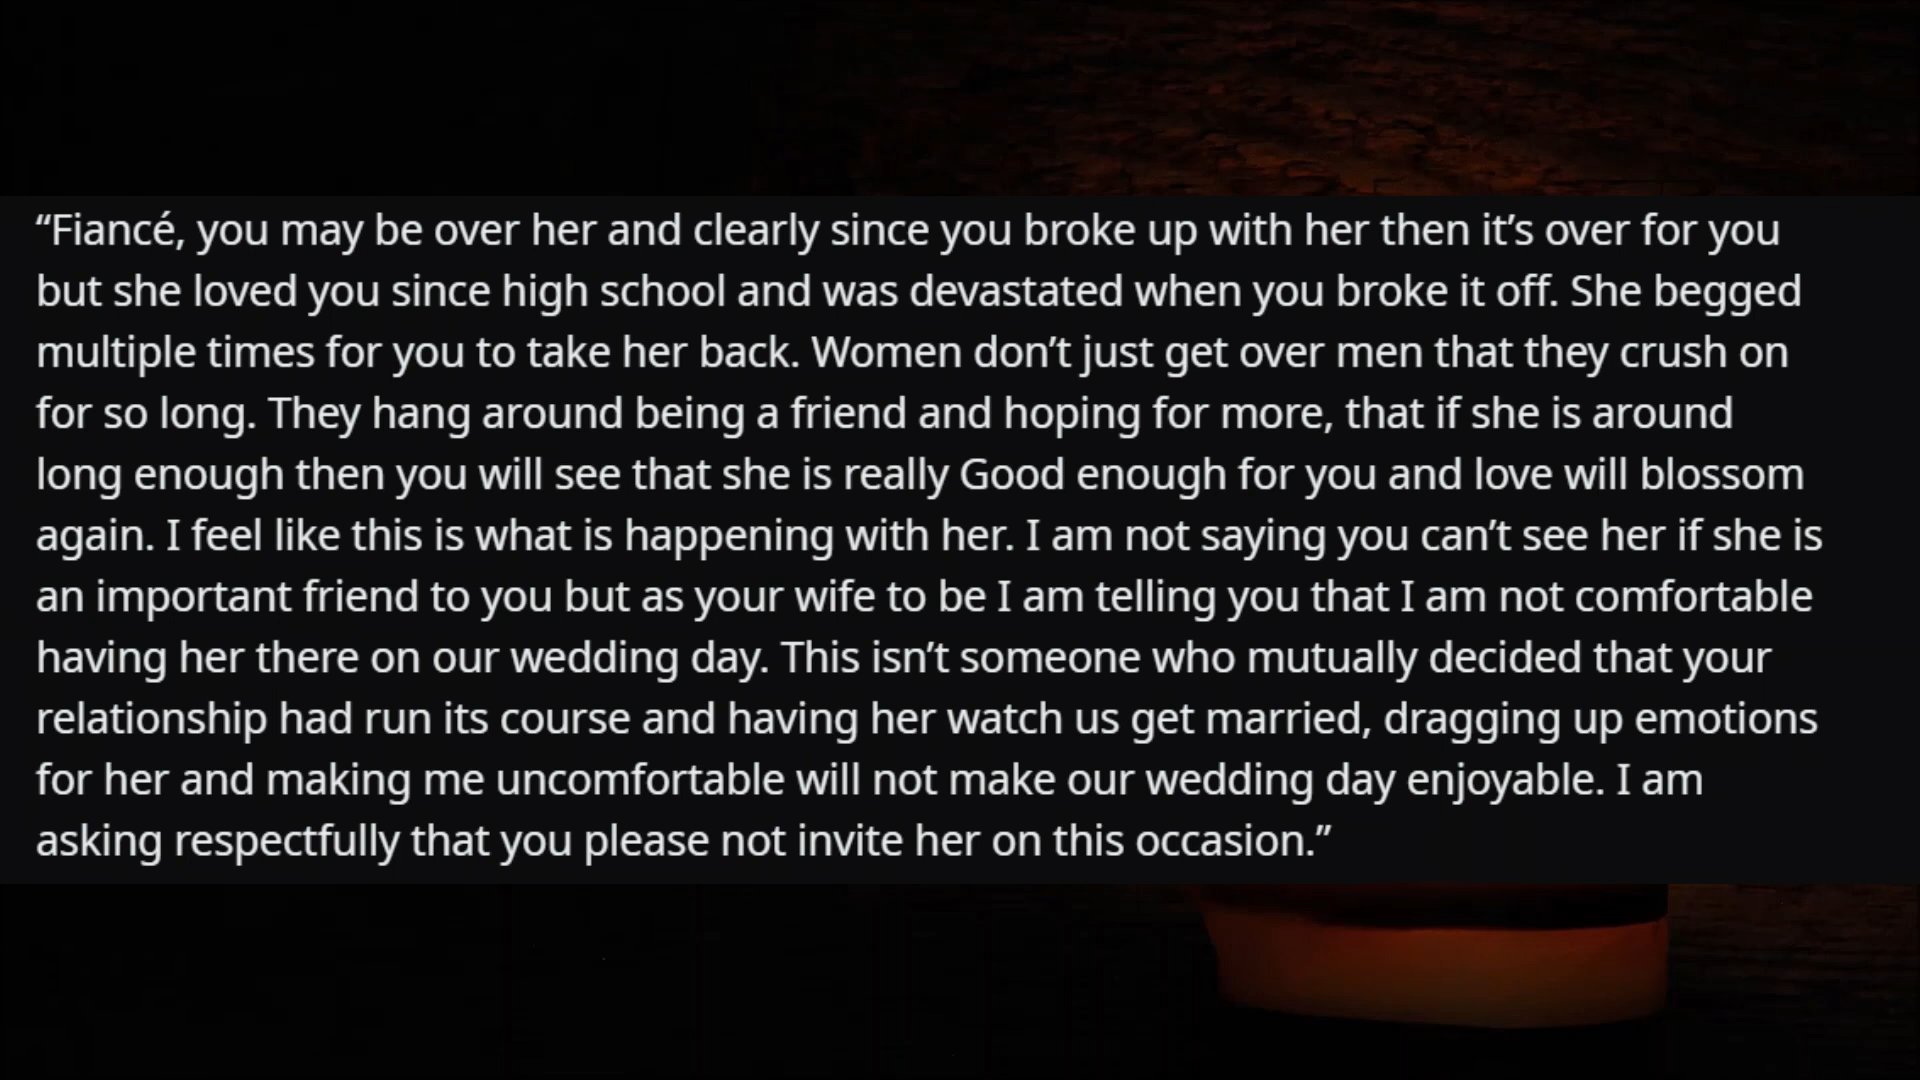 “Fiancé, you may be over her and clearly since you broke up with her then it’s over for you
but she loved you since high school and was devastated when you broke it off. She begged
multiple times for you to take her back. Women don’t just get over men that they crush on
for so long. They hang around being a friend and hoping for more, that if she is around
long enough then you will see that she is really Good enough for you and love will blossom
again. I feel like this is what is happening with her. I am not saying you can’t see her if she is
an important friend to you but as your wife to be I am telling you that I am not comfortable
having her there on our wedding day. This isn’t someone who mutually decided that your
relationship had run its course and having her watch us get married, dragging up emotions
for her and making me uncomfortable will not make our wedding day enjoyable. I am
asking respectfully that you please not invite her on this occasion.”